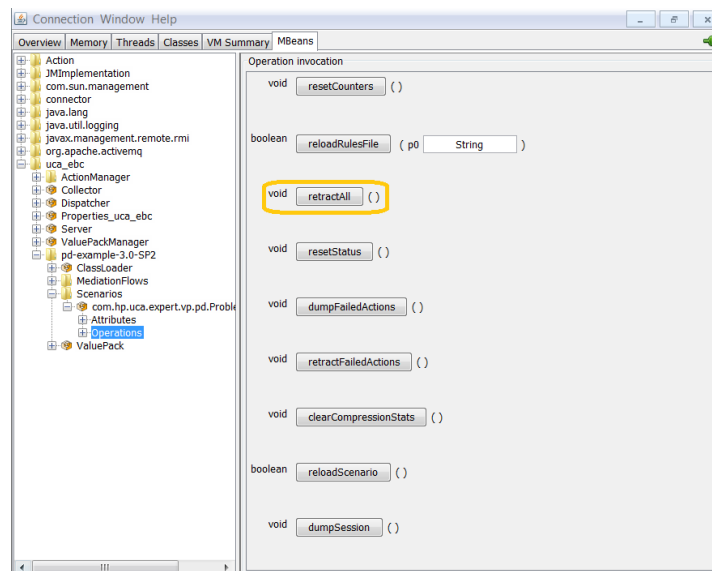 Connection Window Help
Overview Memory Threads Classes VM Summary MBeans
Action
JMImplementation
com.sun.management
connector
java.lang
java.util.logging
javax.management.remote.rmi
org.apache.activemq
uca_ebc
ActionManager
Collector
Dispatcher
Properties_uca_ebc
Server
ValuePackManager
pd-example-3.0-SP2
ClassLoader
MediationFlows
Scenarios
com.hp.uca.expert.vp.pd.Proble
Attributes
Operations
ValuePack
Operation invocation
void resetCounters ( )
boolean reloadRulesFile ( p0 String )
void retractAll ( )
void resetStatus ( )
void dumpFailedActions ( )
void retractFailedActions ( )
void clearCompressionStats ( )
boolean reloadScenario ( )
void dumpSession ( )